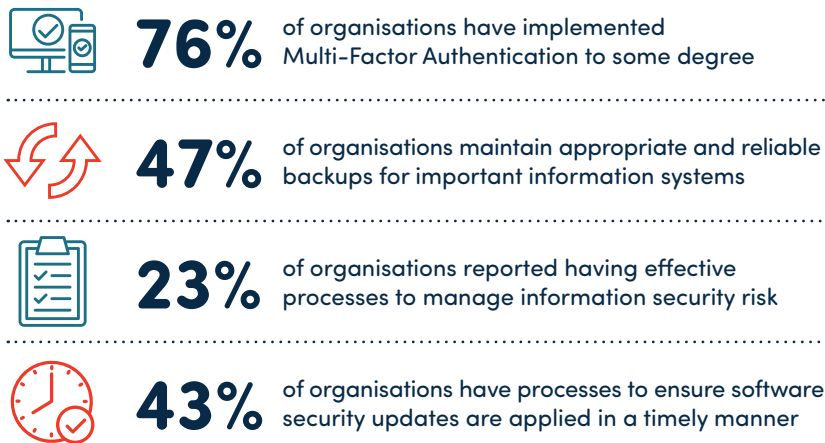 76%
of organisations have implemented
Multi-Factor Authentication to some degree
47%
of organisations maintain appropriate and reliable
backups for important information systems
23%
of organisations reported having effective
processes to manage information security risk
43%
of organisations have processes to ensure software
security updates are applied in a timely manner